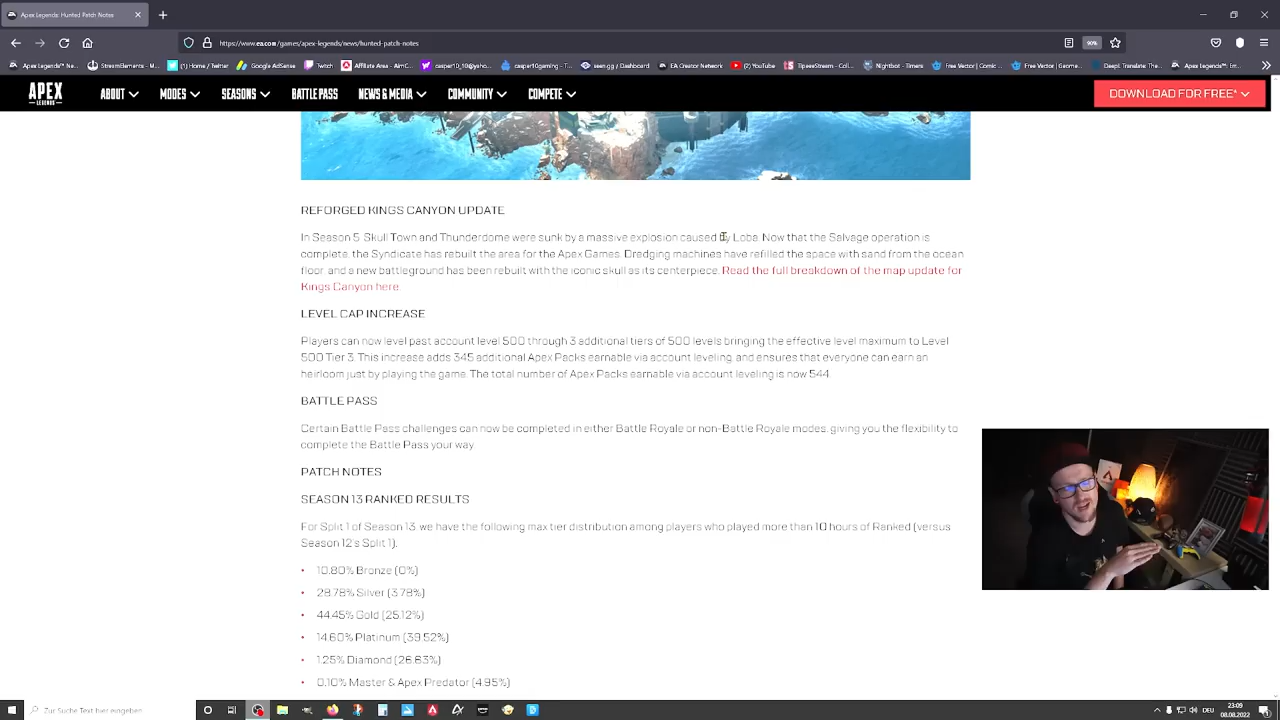 Apex Legends: Hunted Patch Notes
https://www.ea.com/games/apex-legends/news/hunted-patch-notes
90%
Apex Legends™ Ne...
StreamElements - M...
(1) Home / Twitter
Google AdSense
Twitch
Affiliate Area - Aim C...
casper1D_10@yaho...
casper1Gaming - Yo...
seen.gg / Dashboard
EA Creator Network
(1) YouTube
TipeeeStream - Coll...
Nightbot - Timers
Free Vector | Comic ...
Free Vector | Geome...
DeepL Translate The...
Apex Legends™: Em...
APEX
LEGENDS
ABOUT
MODES
SEASONS
BATTLE PASS
NEWS & MEDIA
COMMUNITY
COMPETE
DOWNLOAD FOR FREE*
REFORGED KINGS CANYON UPDATE
In Season 5, Skull Town and Thunderdome were sunk by a massive explosion caused by Loba. Now that the Salvage operation is
complete, the Syndicate has rebuilt the area for the Apex Games. Dredging machines have refilled the space with sand from the ocean
floor, and a new battleground has been rebuilt with the iconic skull as its centerpiece. Read the full breakdown of the map update for
Kings Canyon here.
LEVEL CAP INCREASE
Players can now level past account level 500 through 3 additional tiers of 500 levels bringing the effective level maximum to Level
500 Tier 3. This increase adds 345 additional Apex Packs earnable via account leveling, and ensures that everyone can earn an
heirloom just by playing the game. The total number of Apex Packs earnable via account leveling is now 544.
BATTLE PASS
Certain Battle Pass challenges can now be completed in either Battle Royale or non-Battle Royale modes, giving you the flexibility to
complete the Battle Pass your way.
PATCH NOTES
SEASON 13 RANKED RESULTS
For Split 1 of Season 13, we have the following max tier distribution among players who played more than 10 hours of Ranked (versus
Season 12's Split 1).
• 10.80% Bronze (0%)
• 28.78% Silver (3.78%)
• 44.45% Gold (25.12%)
• 14.60% Platinum (39.52%)
• 1.25% Diamond (26.63%)
• 0.10% Master & Apex Predator (4.95%)
Zur Suche Text hier eingeben
DEU
23:09
08.08.2022